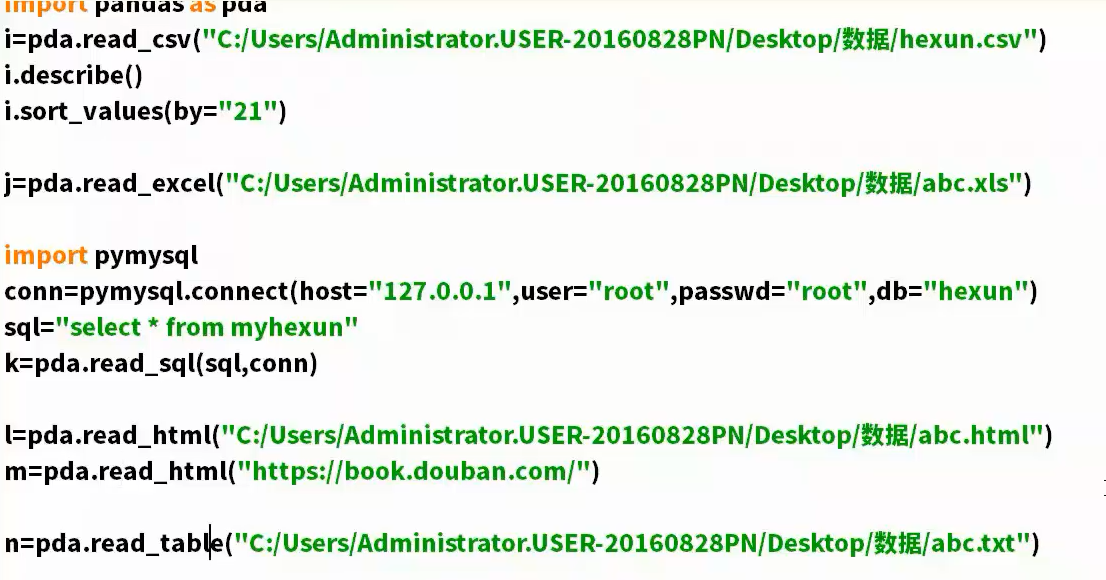 import pandas as pda
i=pda.read_csv("C:/Users/Administrator.USER-20160828PN/Desktop/数据/hexun.csv")
i.describe()
i.sort_values(by="21")
j=pda.read_excel("C:/Users/Administrator.USER-20160828PN/Desktop/数据/abc.xls")
import pymysql
conn=pymysql.connect(host="127.0.0.1",user="root",passwd="root",db="hexun")
sql="select * from myhexun"
k=pda.read_sql(sql,conn)
l=pda.read_html("C:/Users/Administrator.USER-20160828PN/Desktop/数据/abc.html")
m=pda.read_html("https://book.douban.com/")
n=pda.read_table("C:/Users/Administrator.USER-20160828PN/Desktop/数据/abc.txt")